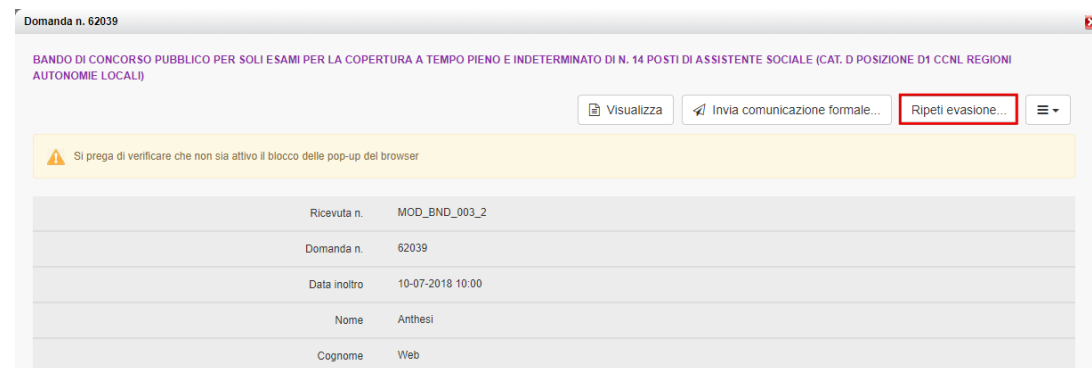 Domanda n. 62039
BANDO DI CONCORSO PUBBLICO PER SOLI ESAMI PER LA COPERTURA A TEMPO PIENO E INDETERMINATO DI N. 14 POSTI DI ASSISTENTE SOCIALE (CAT. D POSIZIONE D1 CCNL REGIONI
AUTONOMIE LOCALI)
Visualizza Invia comunicazione formale... Ripeti evasione...
Si prega di verificare che non sia attivo il blocco delle pop-up del browser
Ricevuta n. MOD_BND_003_2
Domanda n. 62039
Data inoltro 10-07-2018 10:00
Nome Anthesi
Cognome Web